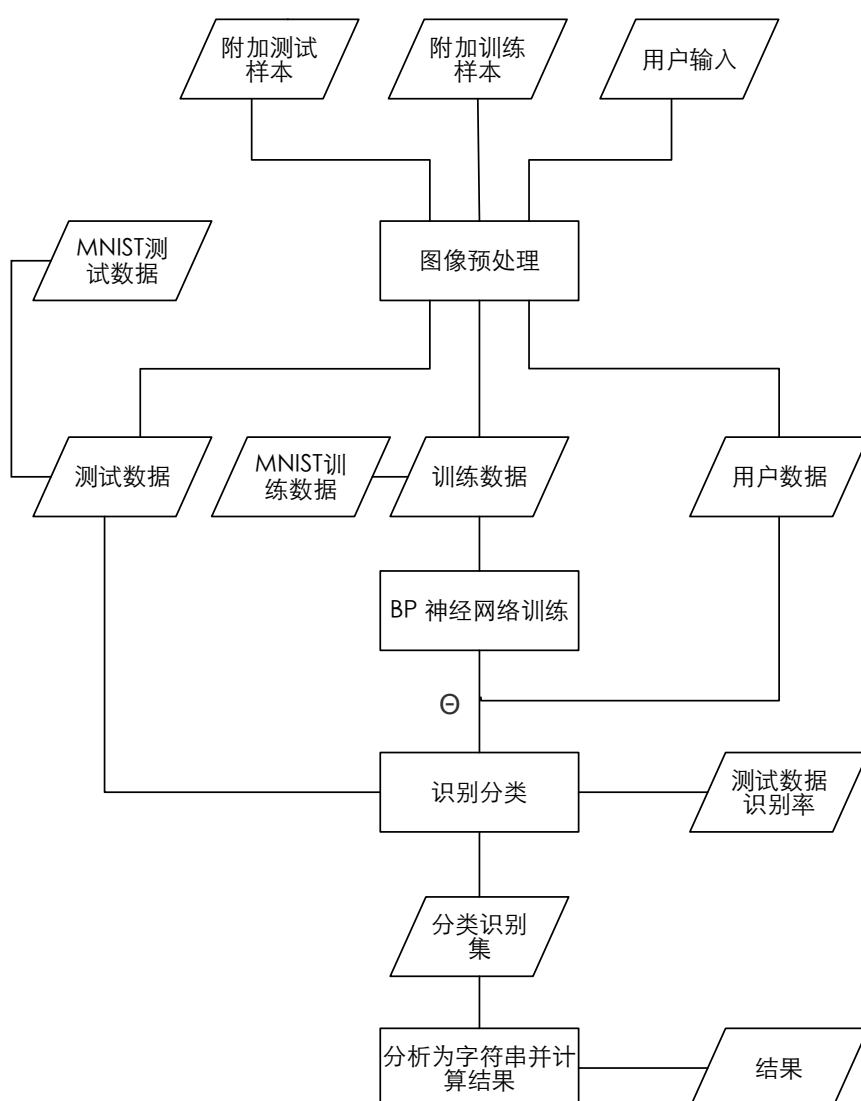 附加测试
样本
附加训练
样本
用户输入
MNIST测
试数据
图像预处理
测试数据
MNIST训
练数据
训练数据
用户数据
BP 神经网络训练
Θ
识别分类
测试数据
识别率
分类识别
集
分析为字符串并计
算结果
结果